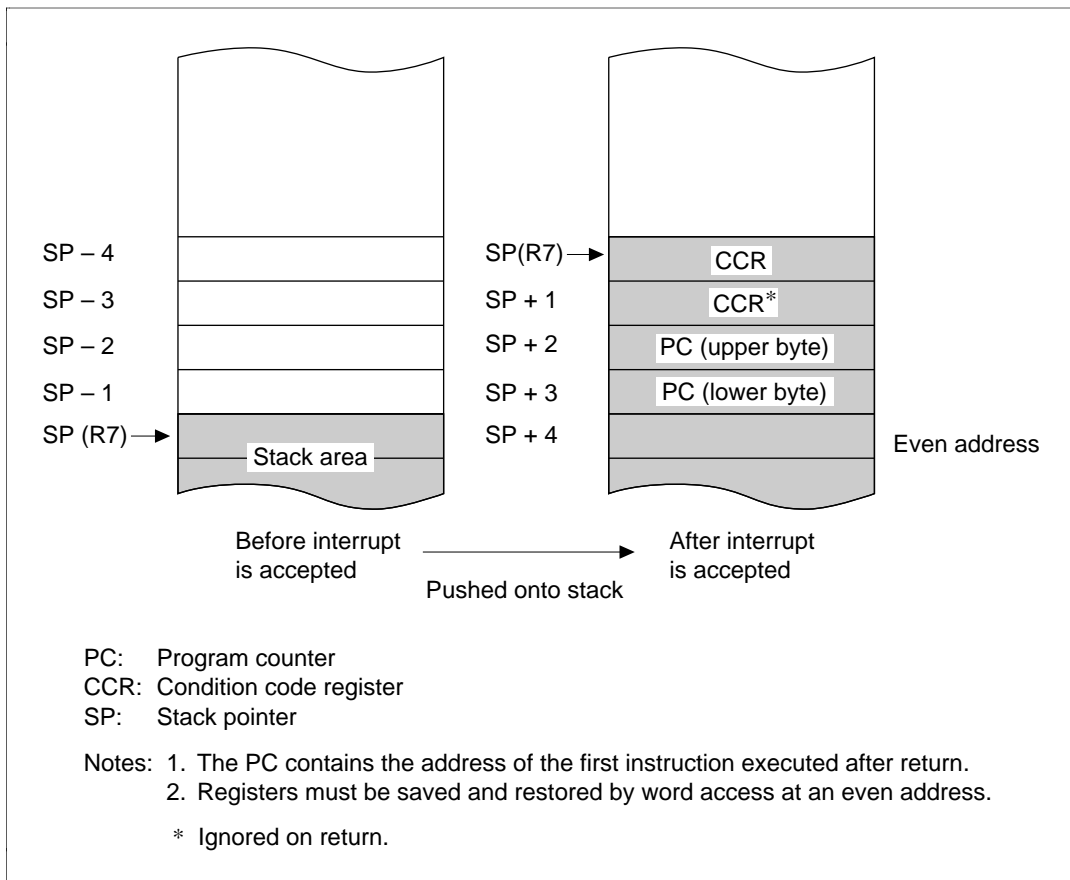 SP – 4
SP – 3
SP – 2
SP – 1
SP (R7)
Stack area
SP(R7)
SP + 1
SP + 2
SP + 3
SP + 4
CCR
CCR*
PC (upper byte)
PC (lower byte)
Even address
Before interrupt
is accepted
Pushed onto stack
After interrupt
is accepted
PC: Program counter
CCR: Condition code register
SP: Stack pointer
Notes: 1. The PC contains the address of the first instruction executed after return.
2. Registers must be saved and restored by word access at an even address.
* Ignored on return.